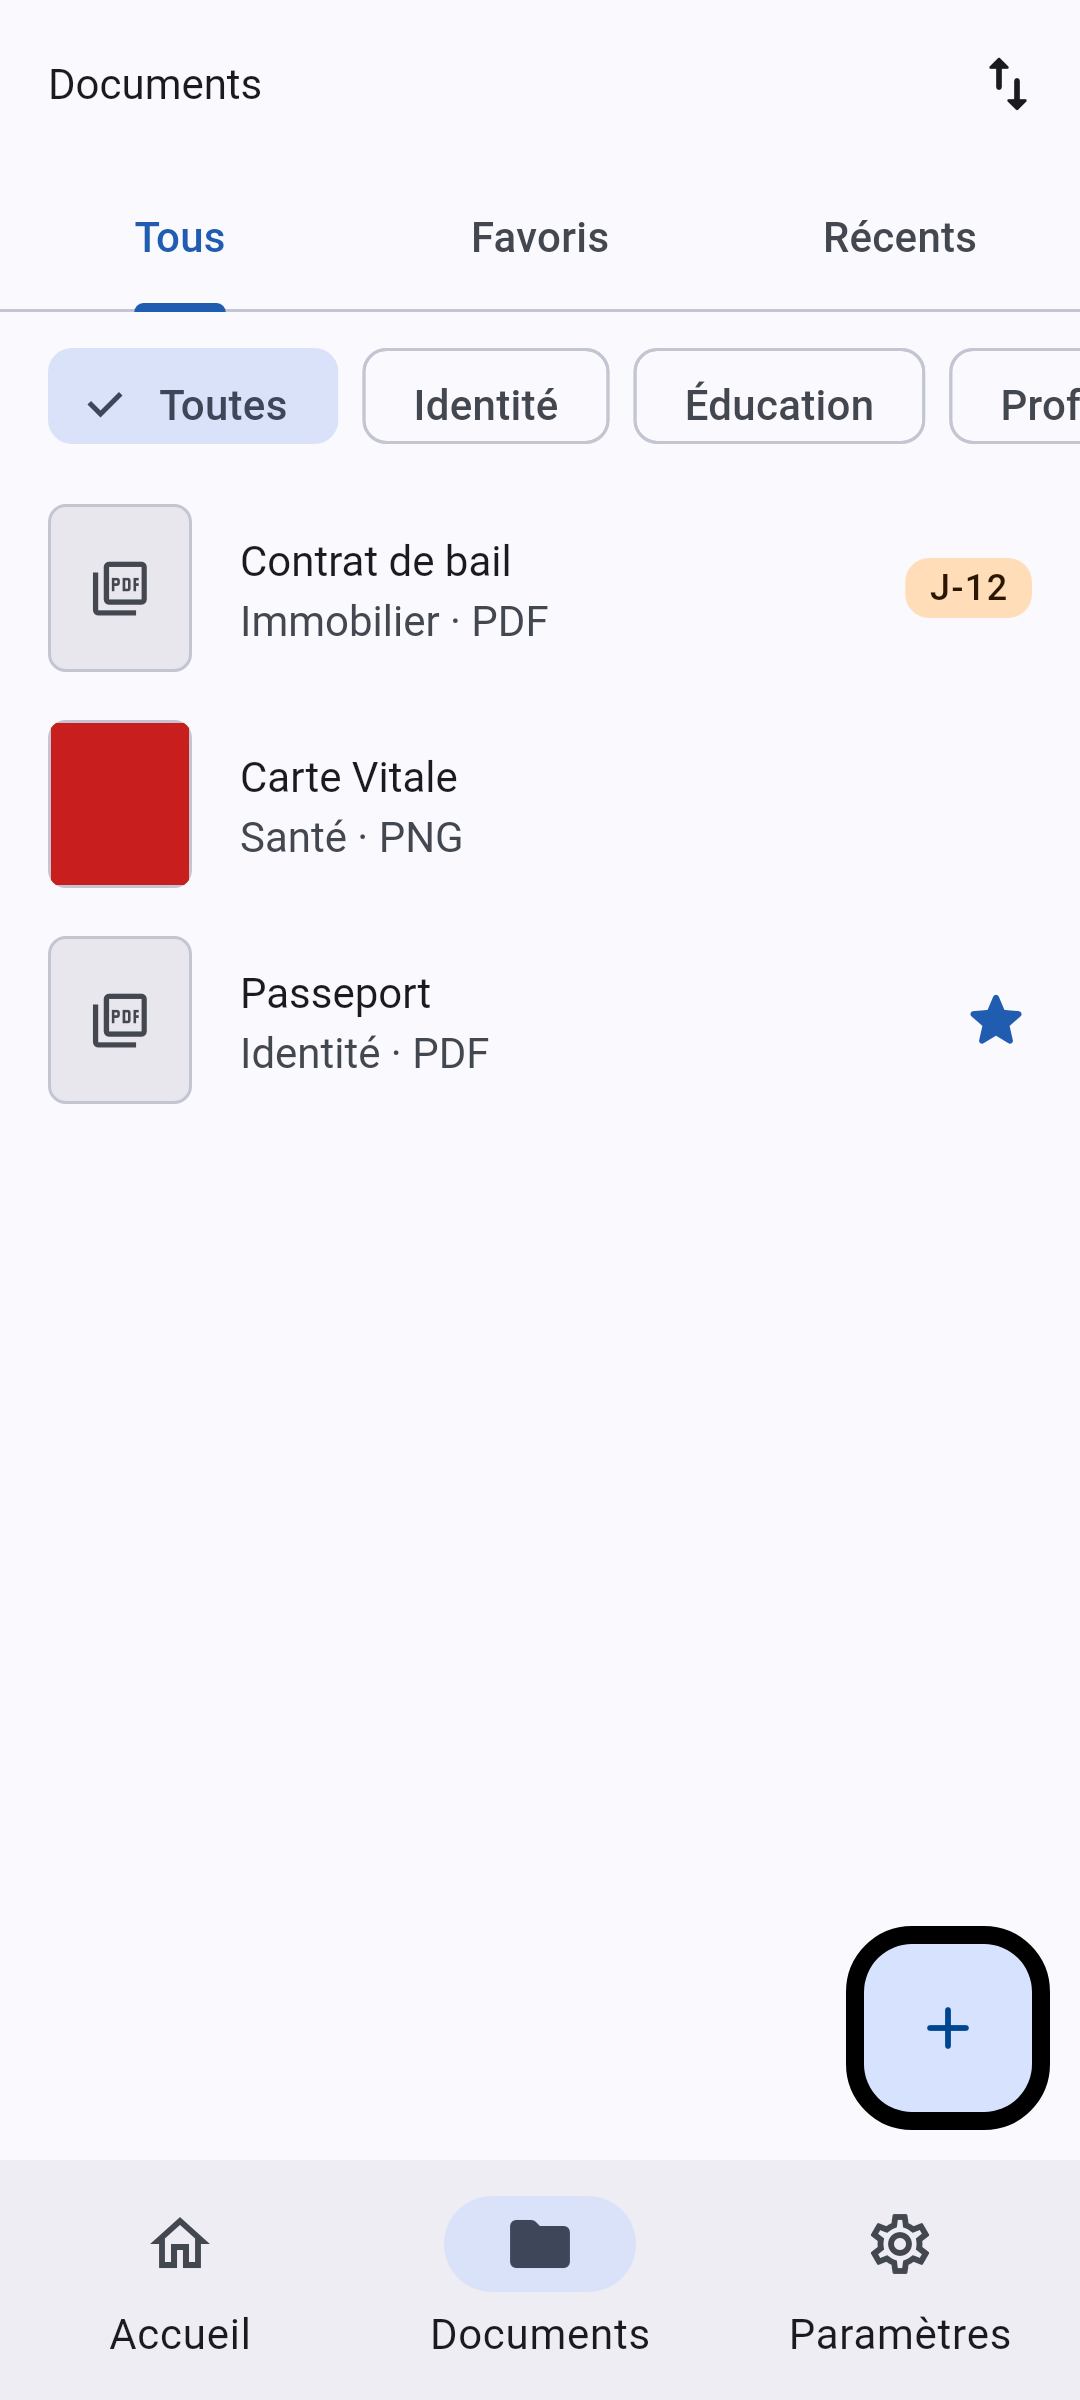 Documents
Tous
Favoris
Récents
Toutes
Identité
Éducation
Prof
PDF
Contrat de bail
Immobilier · PDF
J-12
Carte Vitale
Santé · PNG
PDF
Passeport
Identité · PDF
Accueil
Documents
Paramètres